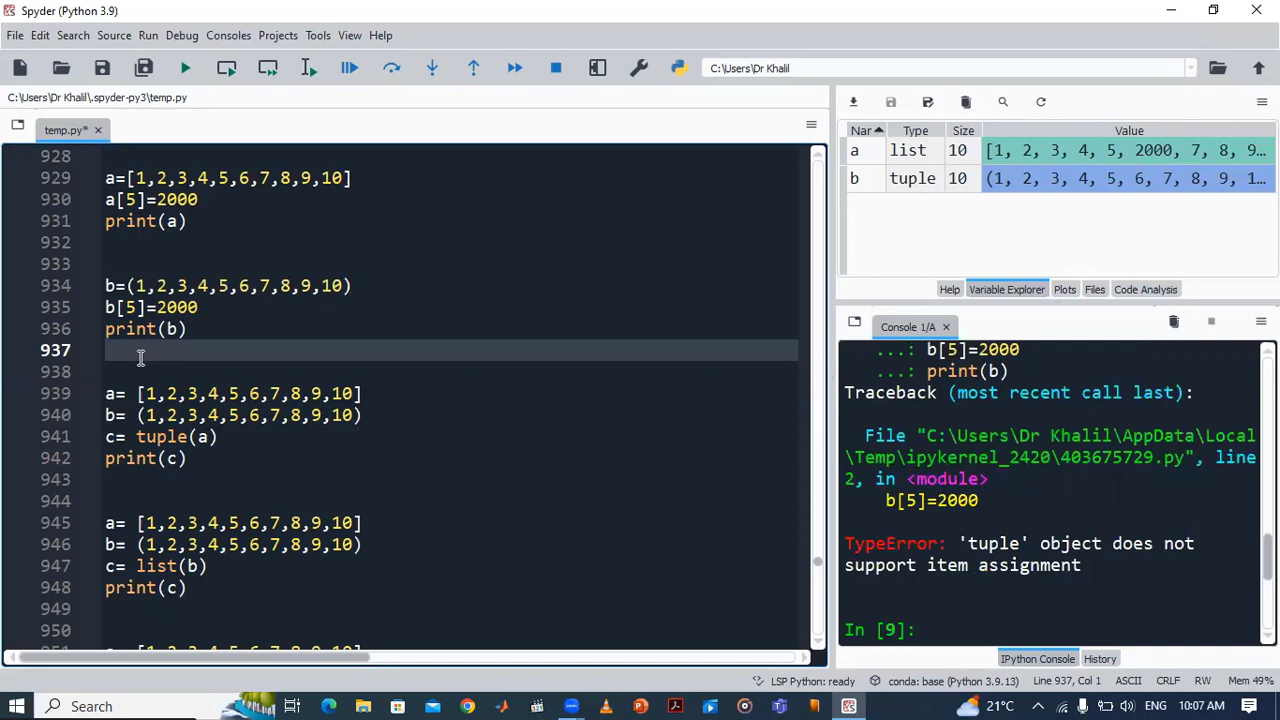 Spyder (Python 3.9)
File Edit Search Source Run Debug Consoles Projects Tools View Help
C:\Users\Dr Khalil
C:\Users\Dr Khalil\.spyder-py3\temp.py
temp.py*
928
929 a=[1,2,3,4,5,6,7,8,9,10]
930 a[5]=2000
931 print(a)
932
933
934 b=(1,2,3,4,5,6,7,8,9,10)
935 b[5]=2000
936 print(b)
937
938
939 a= [1,2,3,4,5,6,7,8,9,10]
940 b= (1,2,3,4,5,6,7,8,9,10)
941 c= tuple(a)
942 print(c)
943
944
945 a= [1,2,3,4,5,6,7,8,9,10]
946 b= (1,2,3,4,5,6,7,8,9,10)
947 c= list(b)
948 print(c)
949
950
Nar Type Size Value
a list 10 [1, 2, 3, 4, 5, 2000, 7, 8, 9...
b tuple 10 (1, 2, 3, 4, 5, 6, 7, 8, 9, 1...
Help Variable Explorer Plots Files Code Analysis
Console 1/A
...: b[5]=2000
...: print(b)
Traceback (most recent call last):
File "C:\Users\Dr Khalil\AppData\Local
\Temp\ipykernel_2420\403675729.py", line
2, in <module>
b[5]=2000
TypeError: 'tuple' object does not
support item assignment
In [9]:
IPython Console History
LSP Python: ready conda: base (Python 3.9.13) Line 937, Col 1 ASCII CRLF RW Mem 49%
Search 21°C ENG 10:07 AM